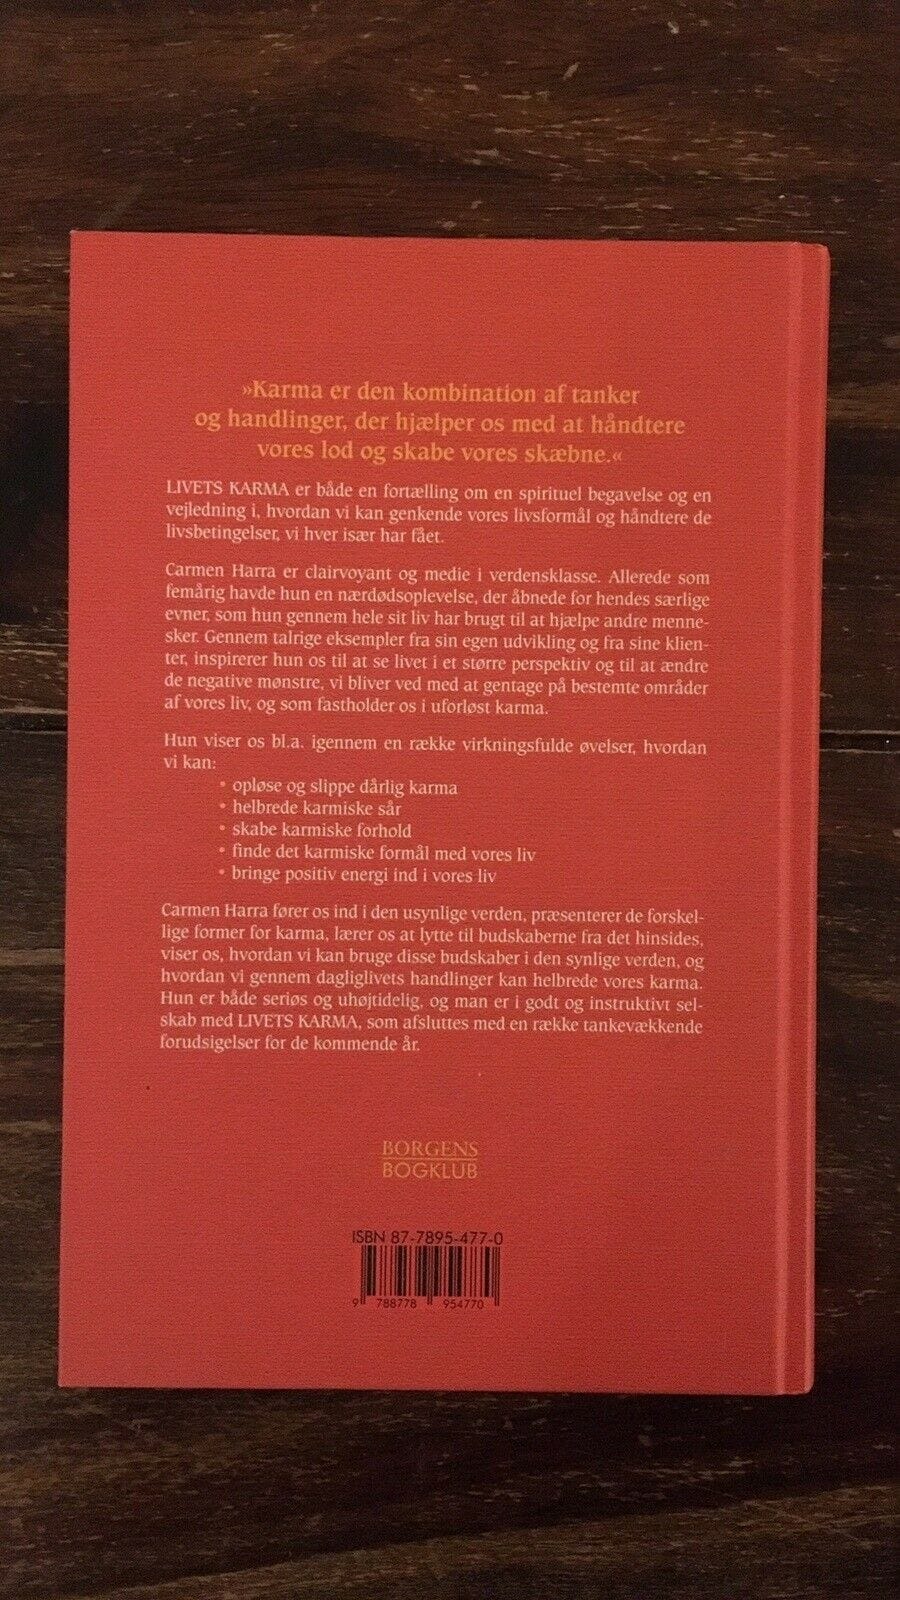 »Karma er den kombination af tanker
og handlinger, der hjælper os med at håndtere
vores lod og skabe vores skæbne.«
LIVETS KARMA er både en fortælling om en spirituel begavelse og en
vejledning i, hvordan vi kan genkende vores livsformål og håndtere de
livsbetingelser, vi hver især har fået.
Carmen Harra er clairvoyant og medie i verdensklasse. Allerede som
femårig havde hun en nærdødsoplevelse, der åbnede for hendes særlige
evner, som hun gennem hele sit liv har brugt til at hjælpe andre menne-
sker. Gennem talrige eksempler fra sin egen udvikling og fra sine klien-
ter, inspirerer hun os til at se livet i et større perspektiv og til at ændre
de negative mønstre, vi bliver ved med at gentage på bestemte områder
af vores liv, og som fastholder os i uforløst karma.
Hun viser os bl.a. igennem en række virkningsfulde øvelser, hvordan
vi kan:
• opløse og slippe dårlig karma
• helbrede karmiske sår
• skabe karmiske forhold
• finde det karmiske formål med vores liv
• bringe positiv energi ind i vores liv
Carmen Harra fører os ind i den usynlige verden, præsenterer de forskel-
lige former for karma, lærer os at lytte til budskaberne fra det hinsides,
viser os, hvordan vi kan bruge disse budskaber i den synlige verden, og
hvordan vi gennem dagliglivets handlinger kan helbrede vores karma.
Hun er både seriøs og uhøjtidelig, og man er i godt og instruktivt sel-
skab med LIVETS KARMA, som afsluttes med en række tankevækkende
forudsigelser for de kommende år.
BORGENS
BOGKLUB
ISBN 87-7895-477-0
9 788778 954770